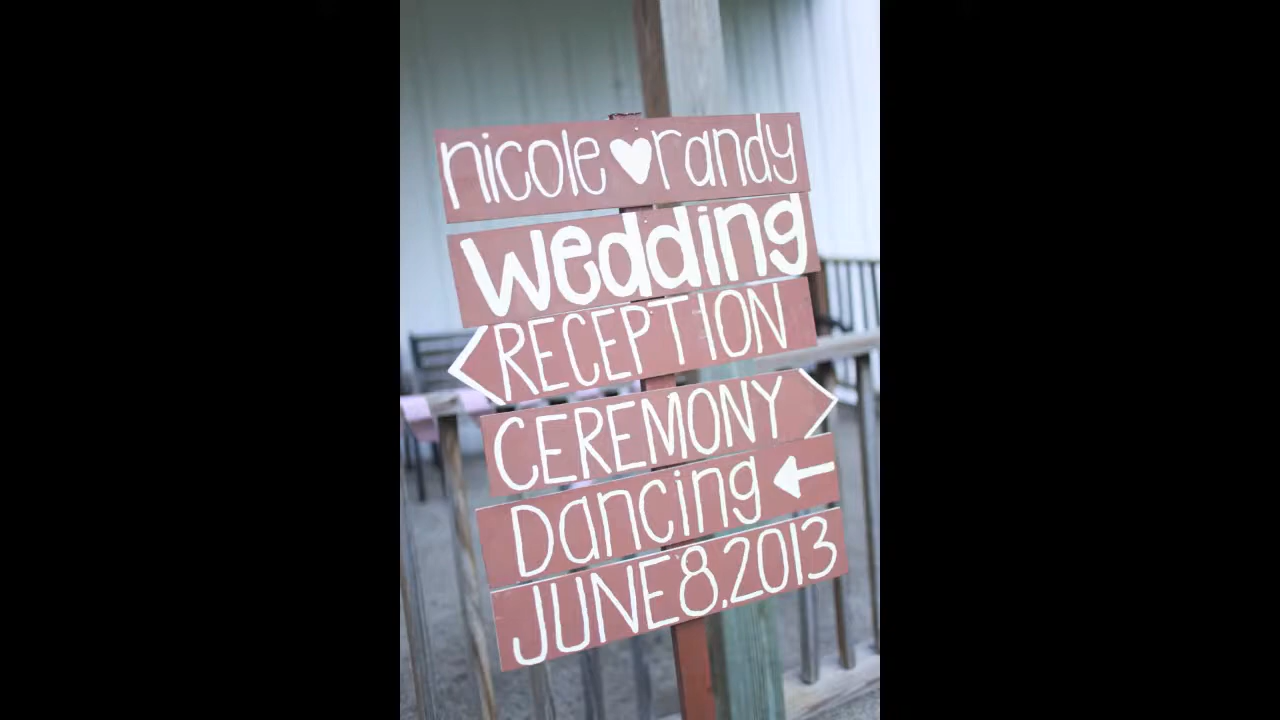 nicole ♥ randy
wedding
RECEPTION
CEREMONY
Dancing ←
JUNE 8.2013